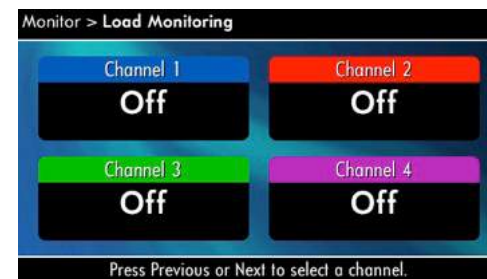 Monitor > Load Monitoring
Channel 1
Off
Channel 2
Off
Channel 3
Off
Channel 4
Off
Press Previous or Next to select a channel.